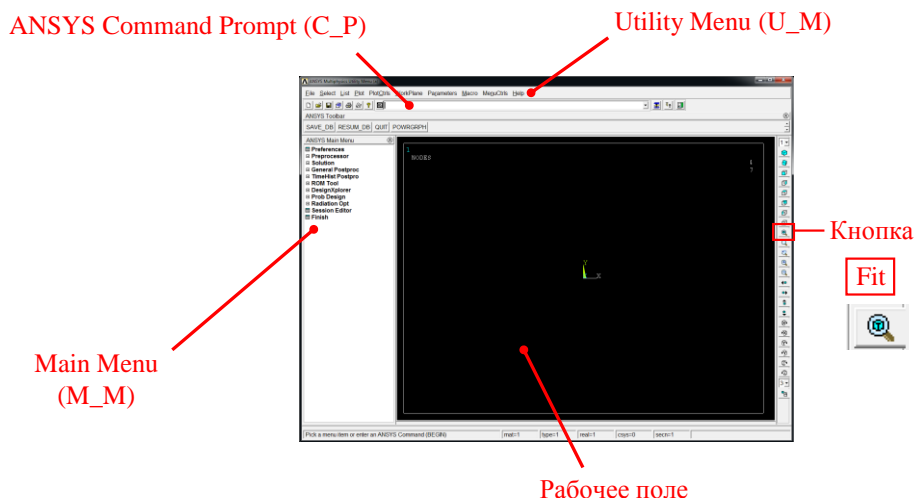 ANSYS Command Prompt (C_P)
Utility Menu (U_M)
File Select List Plot PlotCtrls WorkPlane Parameters Macro MenuCtrls Help
ANSYS Toolbar
SAVE_DB RESUM_DB QUIT POWRGRPH
ANSYS Main Menu
Preferences
Preprocessor
Solution
General Postproc
TimeHist Postpro
ROM Tool
DesignXplorer
Prob Design
Radiation Opt
Session Editor
Finish
1
NODES
Y
X
Кнопка
Fit
Main Menu
(M_M)
Pick a menu item or enter an ANSYS Command (BEGIN) mat=1 type=1 real=1 csys=0 secn=1
Рабочее поле